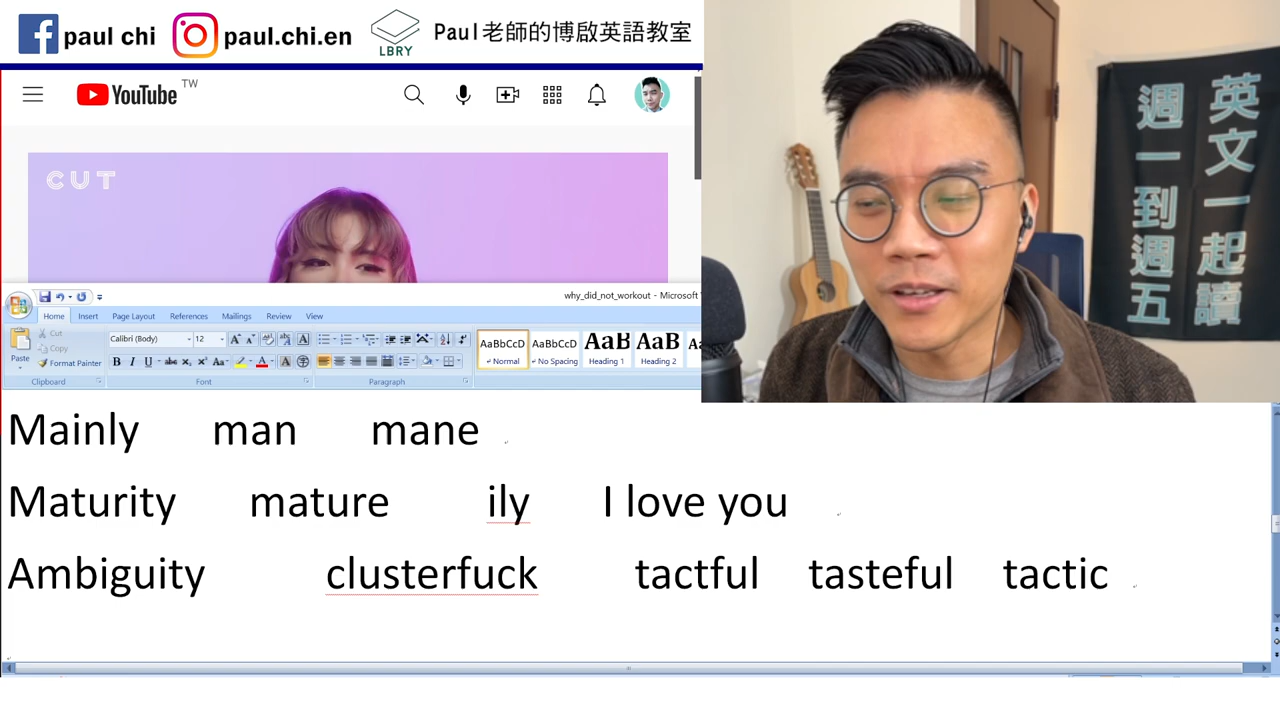 paul chi paul.chi.en LBRY Paul老師的博啟英語教室
YouTube TW
CUT
why_did_not_workout - Microsoft
Home Insert Page Layout References Mailings Review View
Paste Cut Copy Format Painter
Calibri (Body) 12
AaBbCcD AaBbCcD AaB AaBb
Normal No Spacing Heading 1 Heading 2
Clipboard Font Paragraph
英文一起讀
週一到週五
Mainly man mane
Maturity mature ily I love you
Ambiguity clusterfuck tactful tasteful tactic